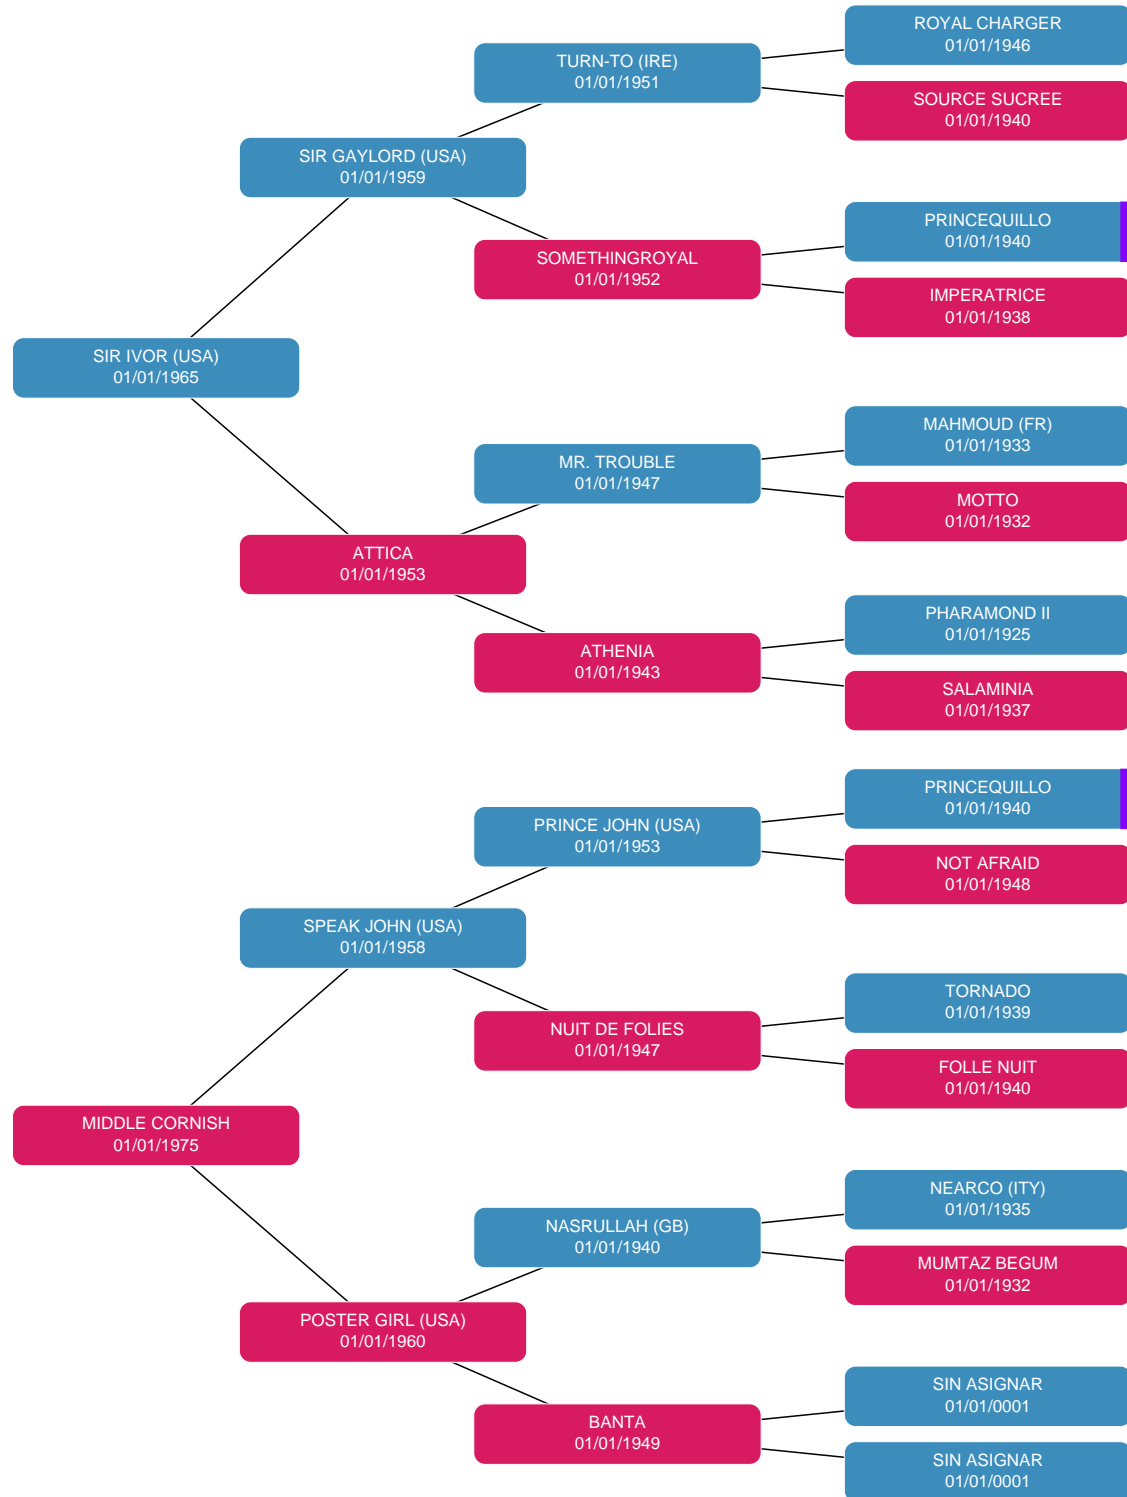 ROYAL CHARGER
01/01/1946
TURN-TO (IRE)
01/01/1951
SOURCE SUCREE
01/01/1940
SIR GAYLORD (USA)
01/01/1959
PRINCEQUILLO
01/01/1940
SOMETHINGROYAL
01/01/1952
IMPERATRICE
01/01/1938
SIR IVOR (USA)
01/01/1965
MAHMOUD (FR)
01/01/1933
MR. TROUBLE
01/01/1947
MOTTO
01/01/1932
ATTICA
01/01/1953
PHARAMOND II
01/01/1925
ATHENIA
01/01/1943
SALAMINIA
01/01/1937
PRINCEQUILLO
01/01/1940
PRINCE JOHN (USA)
01/01/1953
NOT AFRAID
01/01/1948
SPEAK JOHN (USA)
01/01/1958
TORNADO
01/01/1939
NUIT DE FOLIES
01/01/1947
FOLLE NUIT
01/01/1940
MIDDLE CORNISH
01/01/1975
NEARCO (ITY)
01/01/1935
NASRULLAH (GB)
01/01/1940
MUMTAZ BEGUM
01/01/1932
POSTER GIRL (USA)
01/01/1960
SIN ASIGNAR
01/01/0001
BANTA
01/01/1949
SIN ASIGNAR
01/01/0001